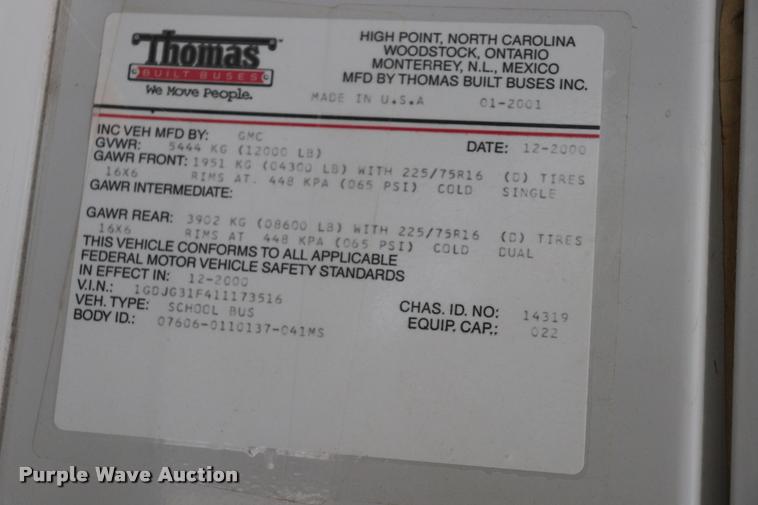 Thomas
BUILT BUSES
We Move People.
HIGH POINT, NORTH CAROLINA
WOODSTOCK, ONTARIO
MONTERREY, N.L., MEXICO
MFD BY THOMAS BUILT BUSES INC.
MADE IN U.S.A 01-2001
INC VEH MFD BY: GMC DATE: 12-2000
GVWR: 5444 KG (12000 LB)
GAWR FRONT: 1951 KG (04300 LB) WITH 225/75R16 (D) TIRES
16X6 RIMS AT. 448 KPA (065 PSI) COLD SINGLE
GAWR INTERMEDIATE:
GAWR REAR: 3902 KG (08600 LB) WITH 225/75R16 (D) TIRES
16X6 RIMS AT 448 KPA (065 PSI) COLD DUAL
THIS VEHICLE CONFORMS TO ALL APPLICABLE
FEDERAL MOTOR VEHICLE SAFETY STANDARDS
IN EFFECT IN: 12-2000
V.I.N.: 1GDJG31F411173516 CHAS. ID. NO: 14319
VEH. TYPE: SCHOOL BUS EQUIP. CAP.: 022
BODY ID.: 07606-0110137-041MS
Purple Wave Auction